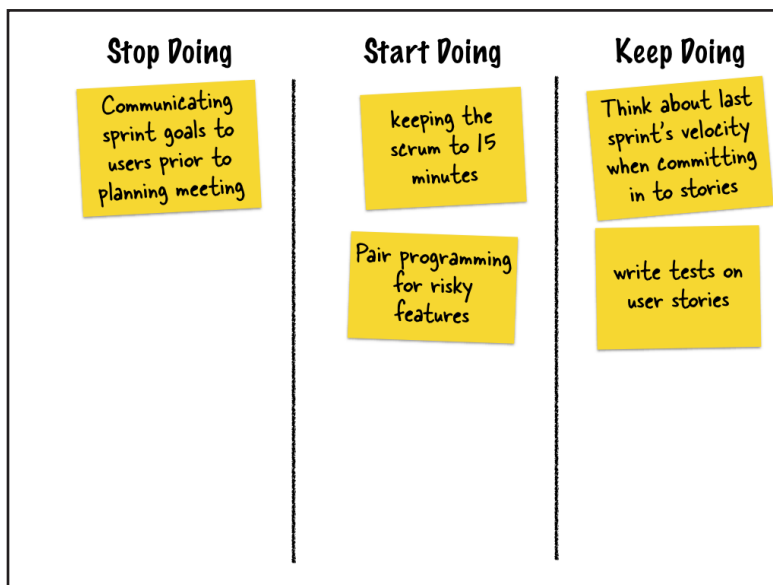 Stop Doing
Communicating
sprint goals to
users prior to
planning meeting
Start Doing
keeping the
scrum to 15
minutes
Pair programming
for risky
features
Keep Doing
Think about last
sprint's velocity
when committing
in to stories
write tests on
user stories